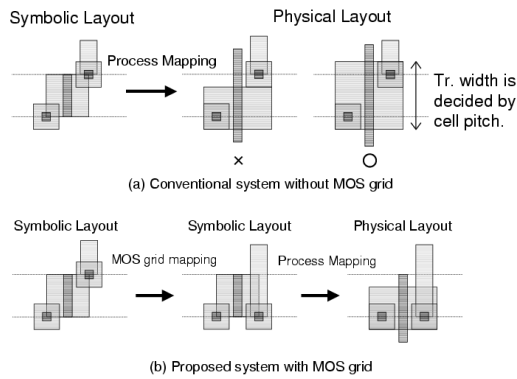 Symbolic Layout
Physical Layout
Process Mapping
Tr. width is
decided by
cell pitch.
×
○
(a) Conventional system without MOS grid
Symbolic Layout
Symbolic Layout
Physical Layout
MOS grid mapping
Process Mapping
(b) Proposed system with MOS grid